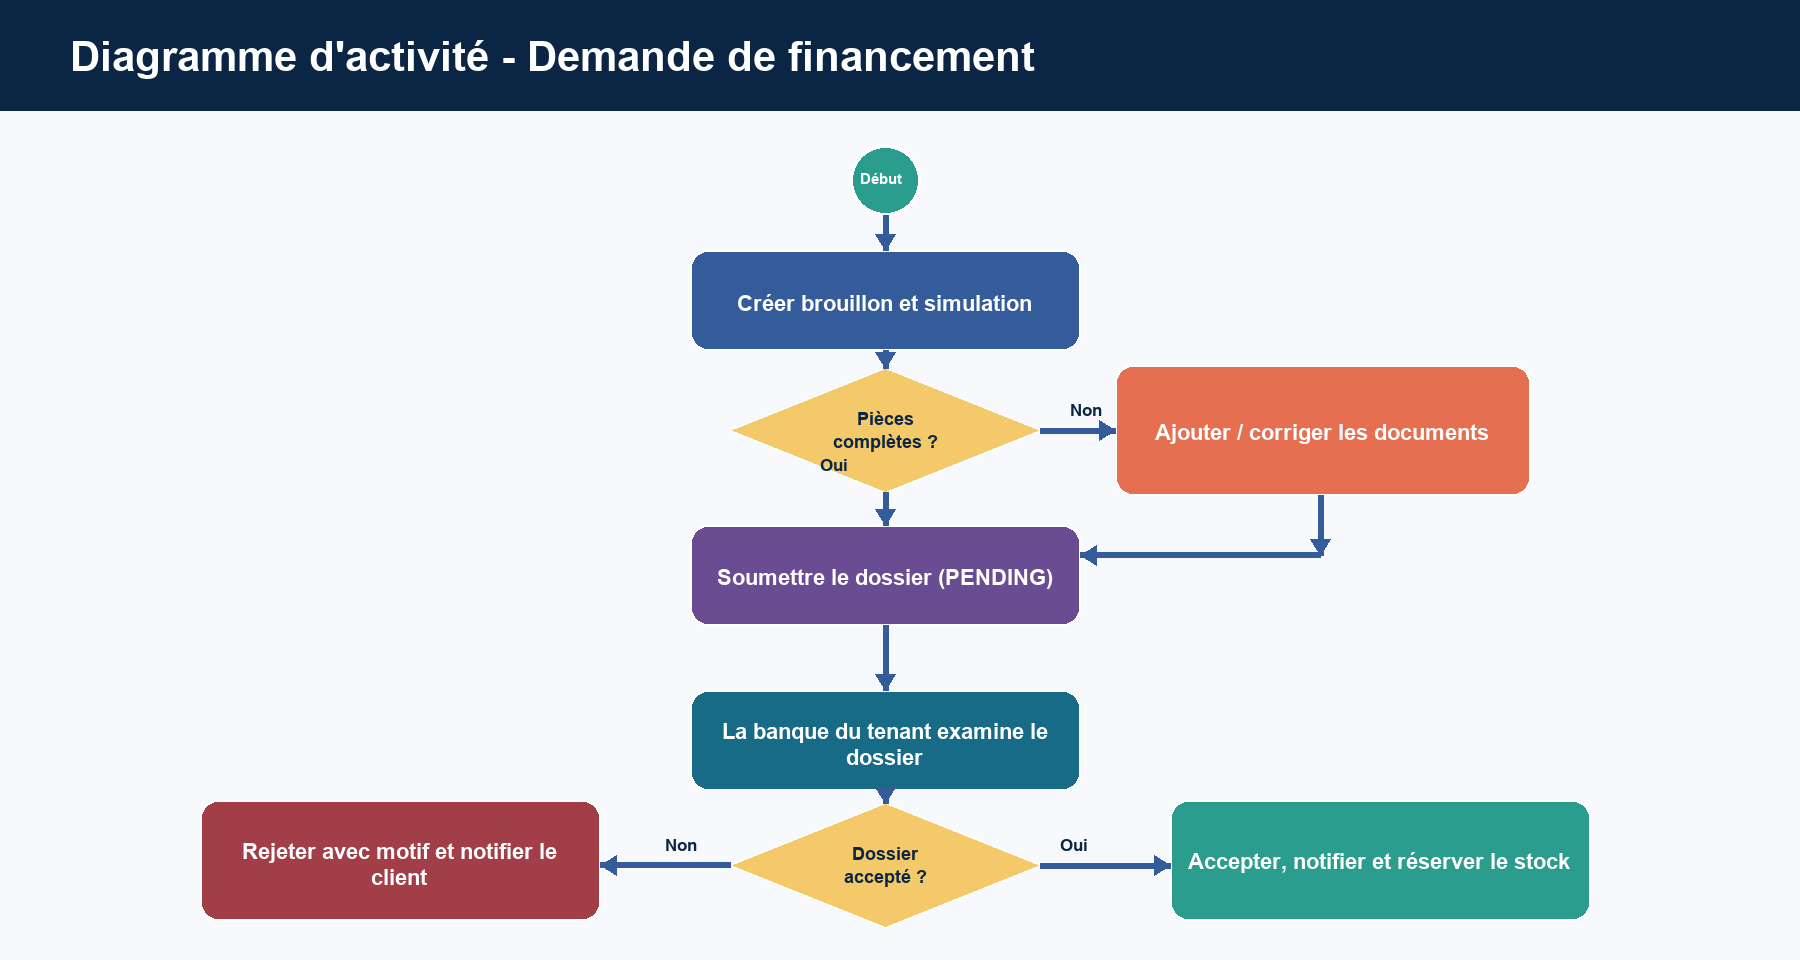 Diagramme d'activité - Demande de financement
Début
Créer brouillon et simulation
Pièces
complètes ?
Oui
Non
Ajouter / corriger les documents
Soumettre le dossier (PENDING)
La banque du tenant examine le
dossier
Dossier
accepté ?
Non
Rejeter avec motif et notifier le
client
Oui
Accepter, notifier et réserver le stock